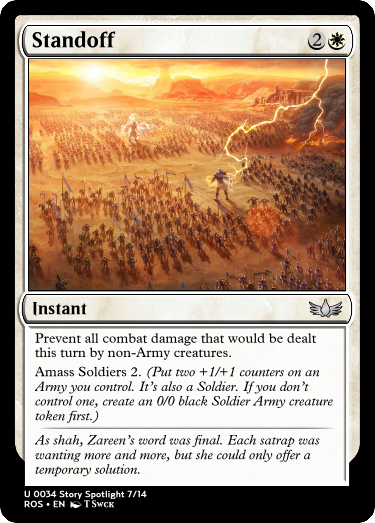 Standoff
2
Instant
Prevent all combat damage that would be dealt
this turn by non-Army creatures.
Amass Soldiers 2. (Put two +1/+1 counters on an
Army you control. It's also a Soldier. If you don't
control one, create an 0/0 black Soldier Army creature
token first.)
As shah, Zareen's word was final. Each satrap was
wanting more and more, but she could only offer a
temporary solution.
U 0034 Story Spotlight 7/14
ROS • EN T Swck